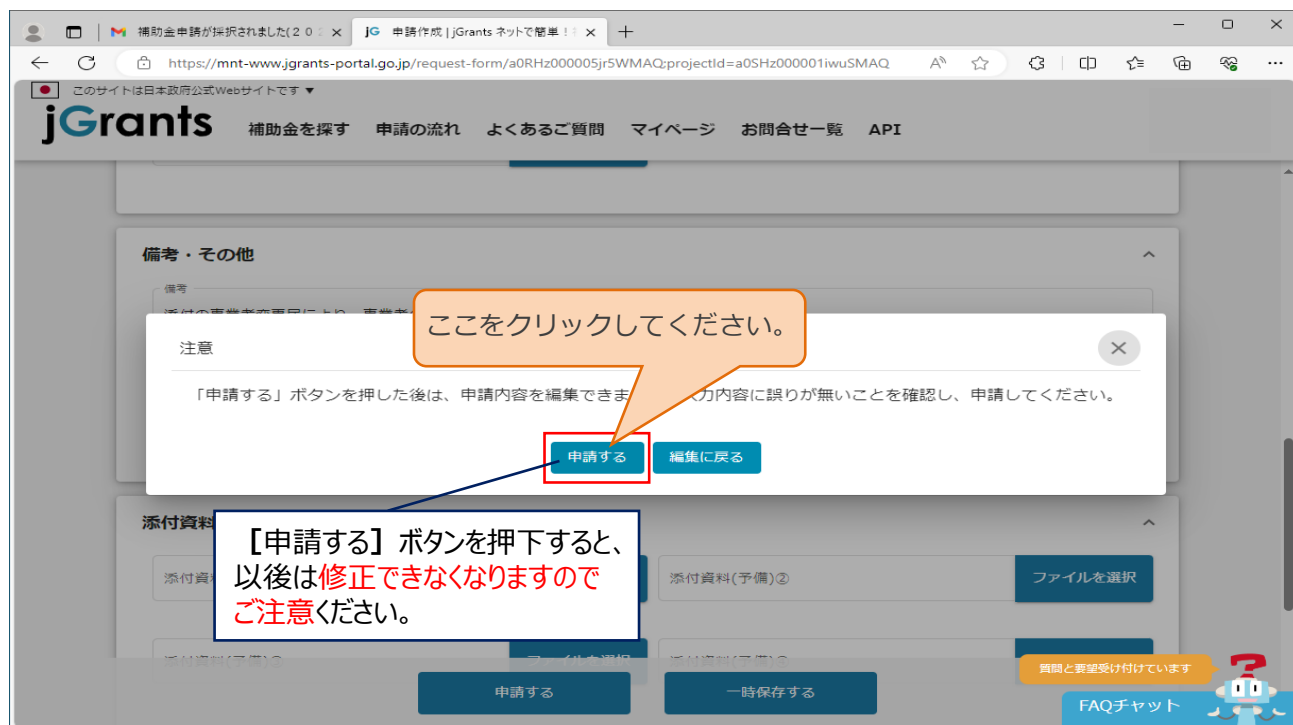 補助金申請が採択されました(２０
jG 申請作成 | jGrants ネットで簡単！
https://mnt-www.jgrants-portal.go.jp/request-form/a0RHz000005jr5WMAQ;projectId=a0SHz000001iwuSMAQ
このサイトは日本政府公式Webサイトです ▼
jGrants 補助金を探す 申請の流れ よくあるご質問 マイページ お問合せ一覧 API
備考・その他
備考
ここをクリックしてください。
注意
「申請する」ボタンを押した後は、申請内容を編集できま 力内容に誤りが無いことを確認し、申請してください。
申請する 編集に戻る
添付資料
【申請する】ボタンを押下すると、
以後は修正できなくなりますので
ご注意ください。
添付資 添付資料(予備)② ファイルを選択
申請する 一時保存する
質問と要望受け付けています
FAQチャット